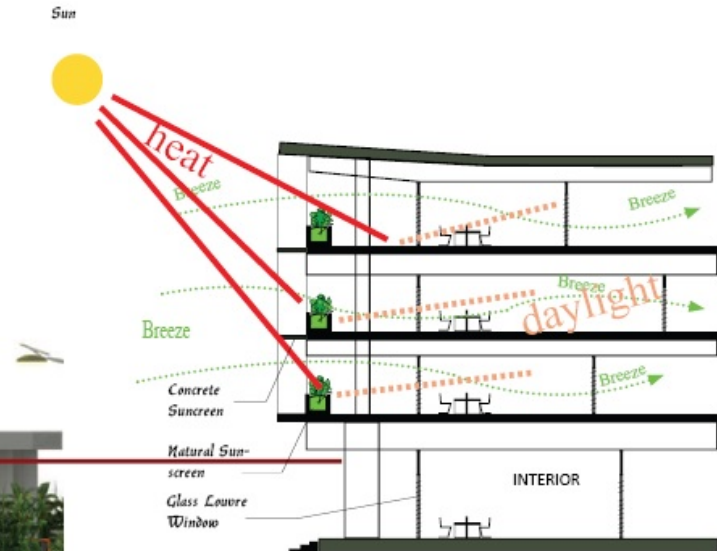 Sun
heat
Breeze
Breeze
Breeze
daylight
Breeze
Breeze
Concrete
Suncreen
Natural Sun-
screen
INTERIOR
Glass Louvre
Window